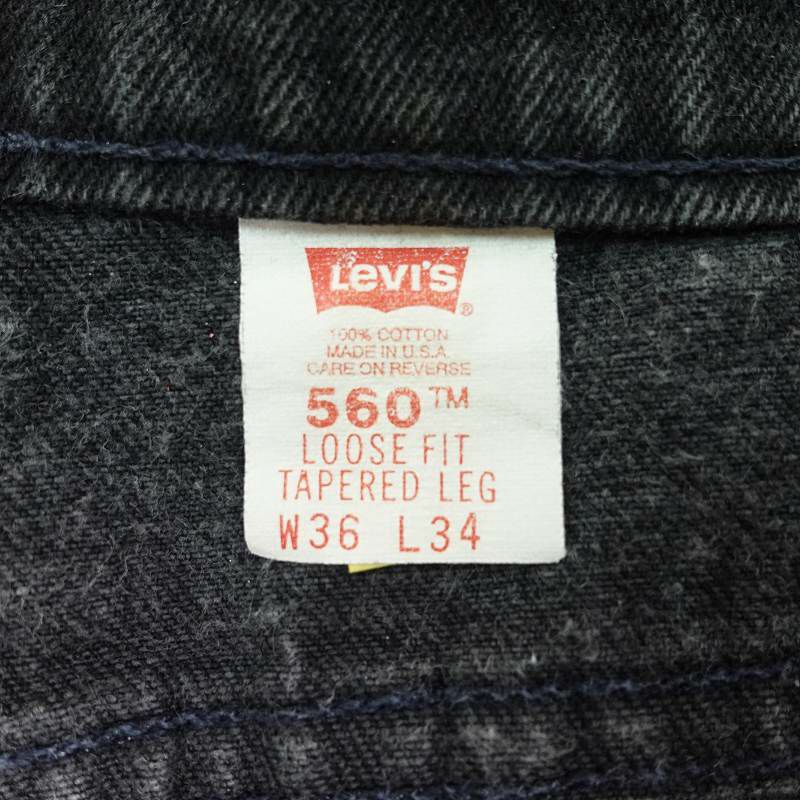 Levi's ®
100% COTTON
MADE IN U.S.A.
CARE ON REVERSE
560™
LOOSE FIT
TAPERED LEG
W36 L34